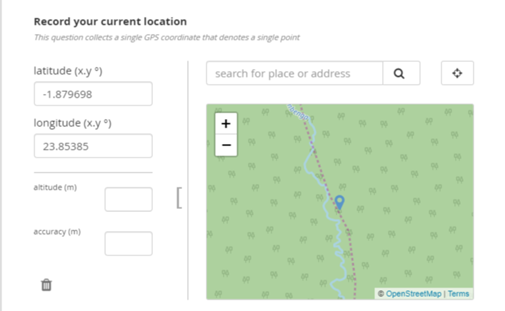 Record your current location
This question collects a single GPS coordinate that denotes a single point
latitude (x.y °)
-1.879698
longitude (x.y °)
23.85385
altitude (m)
accuracy (m)
search for place or address
+
−
© OpenStreetMap | Terms